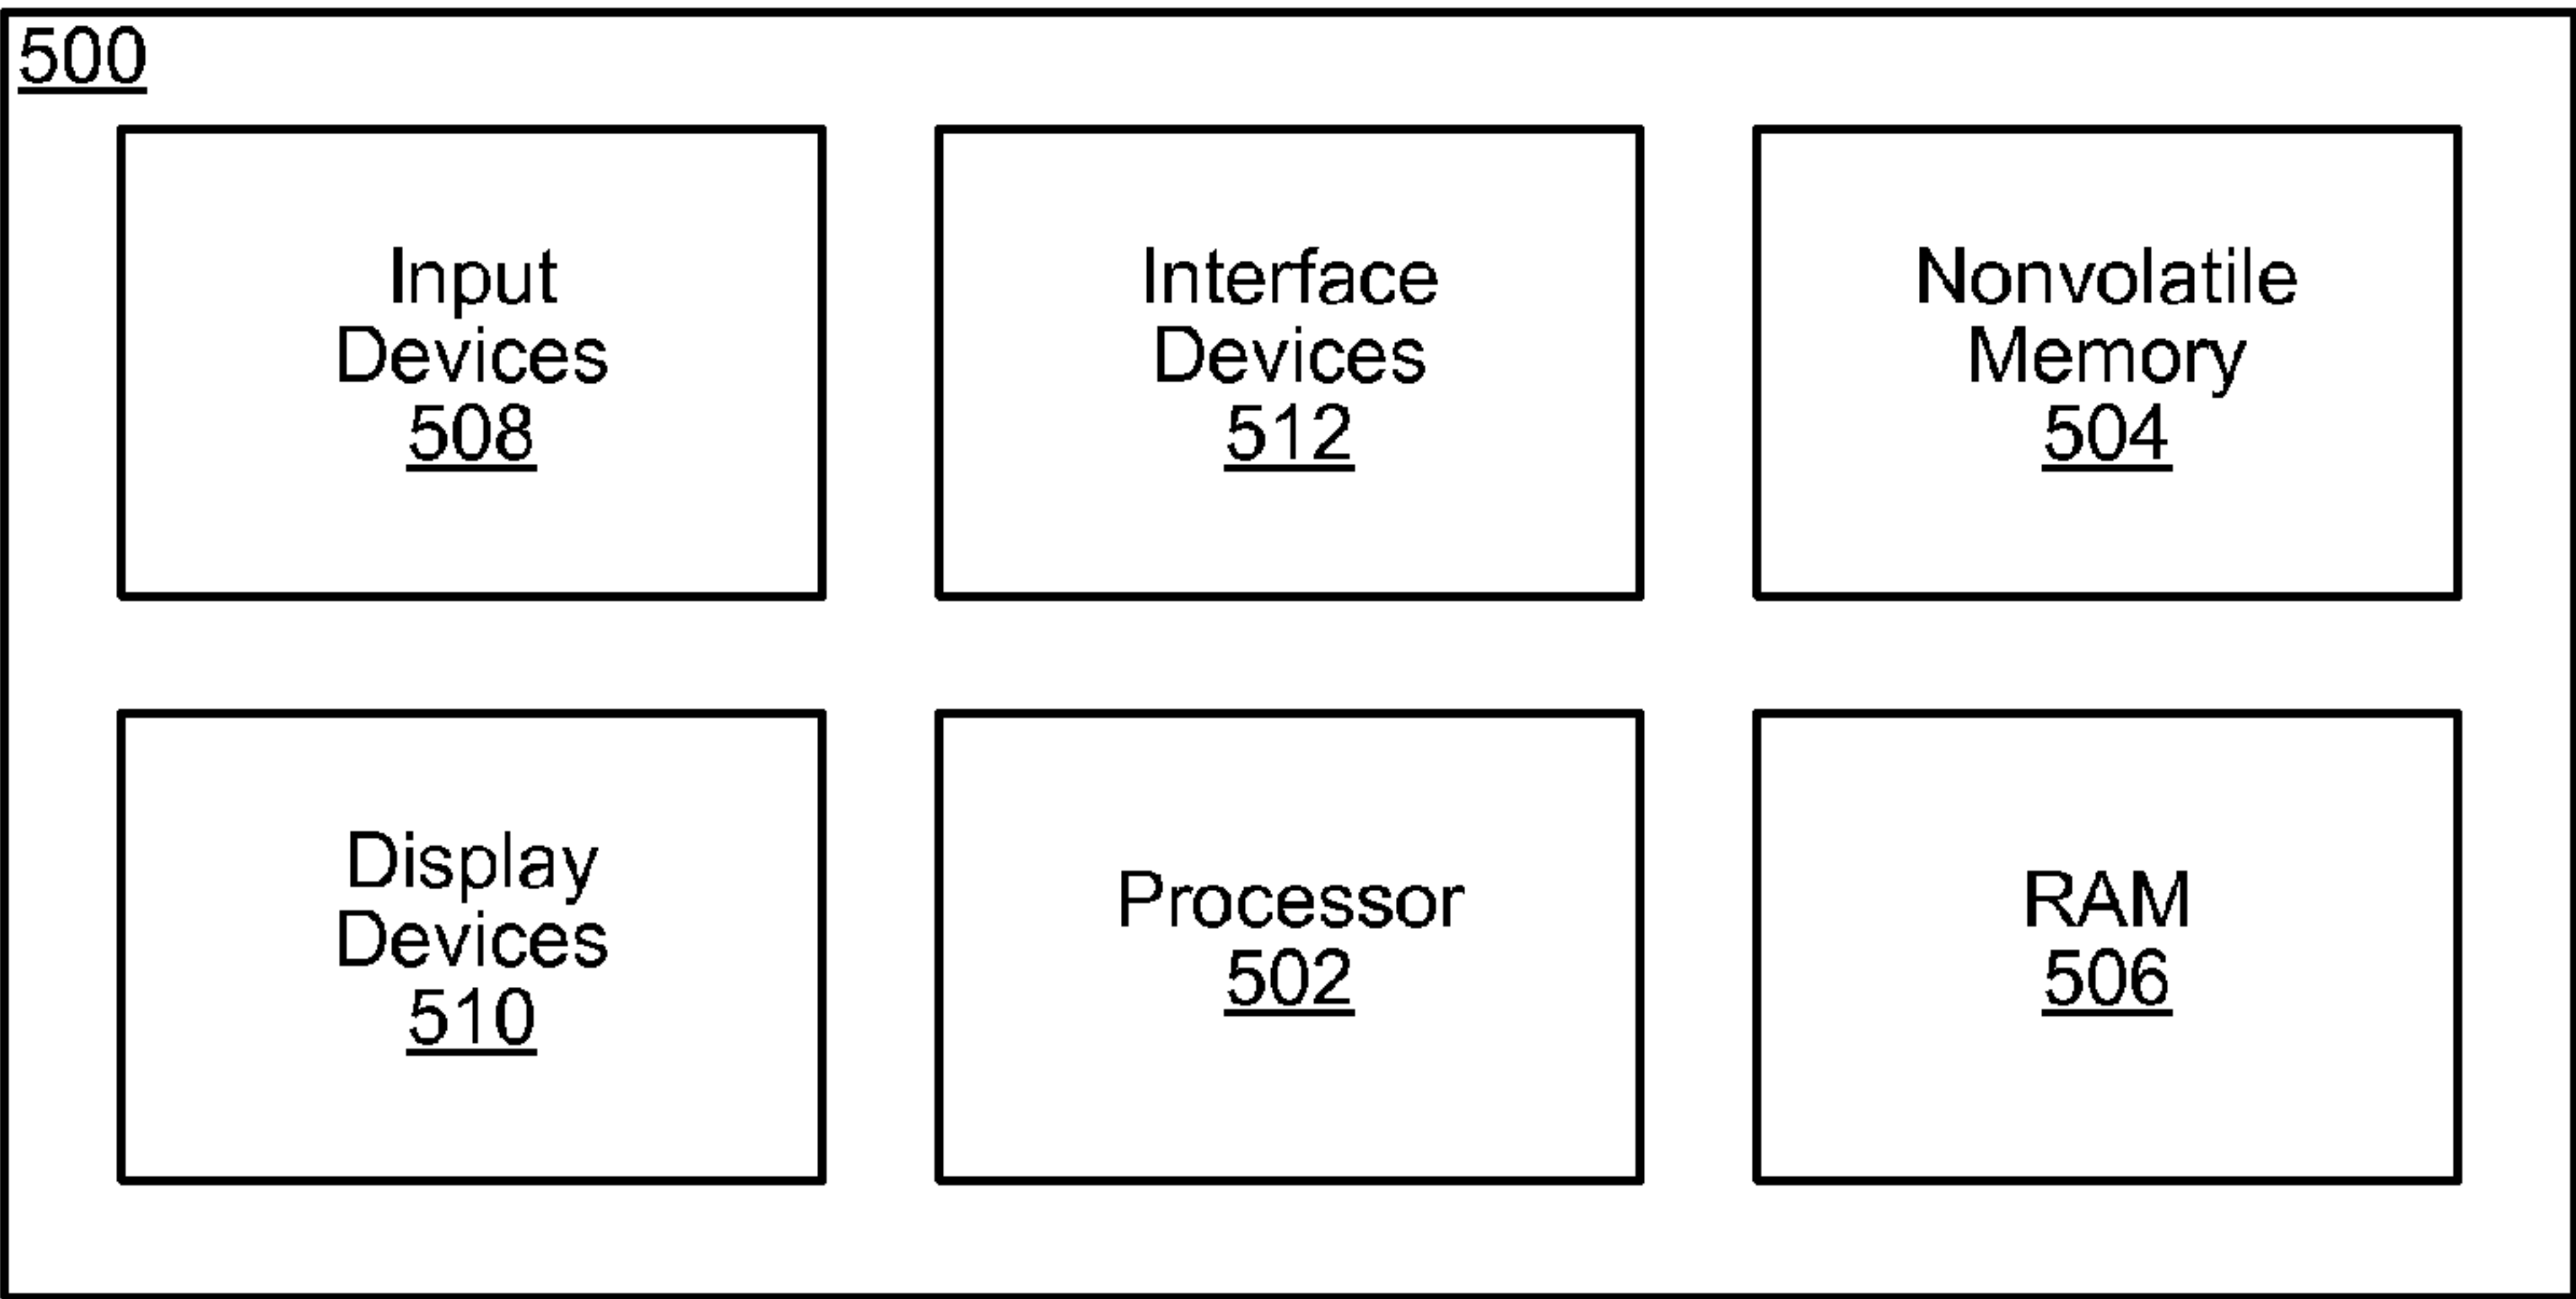 500
Input
Devices
508
Interface
Devices
512
Nonvolatile
Memory
504
Display
Devices
510
Processor
502
RAM
506